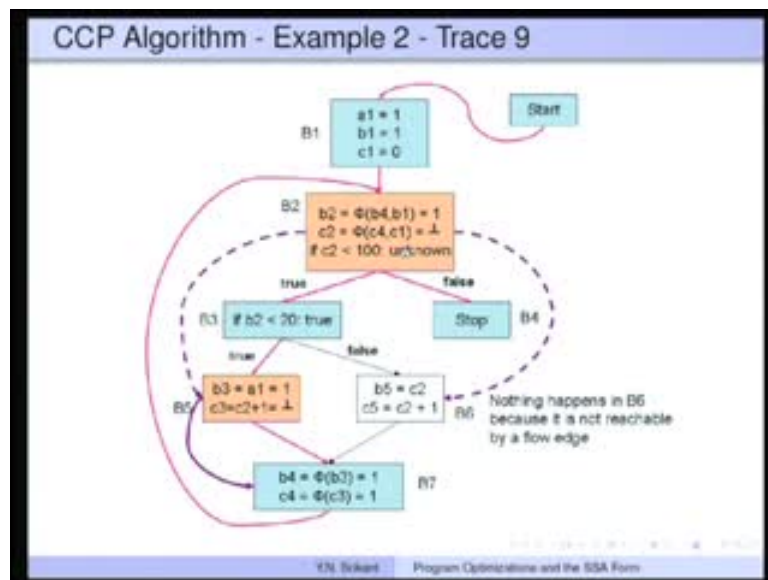 CCP Algorithm - Example 2 - Trace 9
Start
B1
a1 = 1
b1 = 1
c1 = 0
B2
b2 = Φ(b4,b1) = 1
c2 = Φ(c4,c1) = ⊥
if c2 < 100: unknown
true
false
B3
if b2 < 20: true
Stop
B4
true
false
B5
b3 = a1 = 1
c3=c2+1= ⊥
b5 = c2
c5 = c2 + 1
B6
Nothing happens in B6
because it is not reachable
by a flow edge
b4 = Φ(b3) = 1
c4 = Φ(c3) = 1
B7
Y.N. Srikant
Program Optimizations and the SSA Form